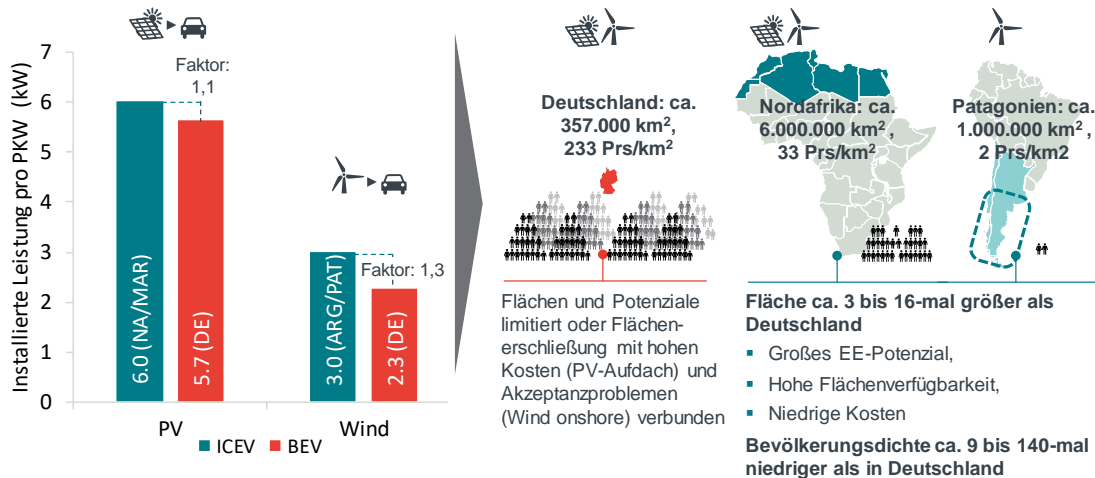 Installierte Leistung pro PKW (kW)
7
6
5
4
3
2
1
0
Faktor:
1,1
6.0 (NA/MAR)
5.7 (DE)
Faktor: 1,3
3.0 (ARG/PAT)
2.3 (DE)
PV
Wind
ICEV
BEV
Deutschland: ca.
357.000 km²,
233 Prs/km²
Flächen und Potenziale
limitiert oder Flächen-
erschließung mit hohen
Kosten (PV-Aufdach) und
Akzeptanzproblemen
(Wind onshore) verbunden
Nordafrika: ca.
6.000.000 km²,
33 Prs/km²
Patagonien: ca.
1.000.000 km²,
2 Prs/km2
Fläche ca. 3 bis 16-mal größer als
Deutschland
▪ Großes EE-Potenzial,
▪ Hohe Flächenverfügbarkeit,
▪ Niedrige Kosten
Bevölkerungsdichte ca. 9 bis 140-mal
niedriger als in Deutschland